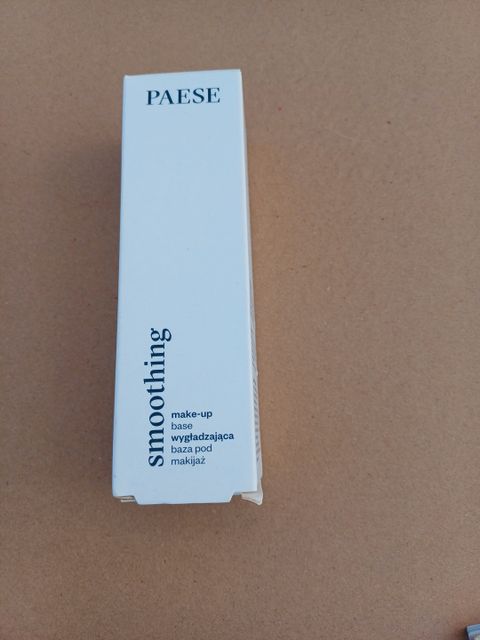 PAESE
smoothing
make-up
base
wygładzająca
baza pod
makijaż